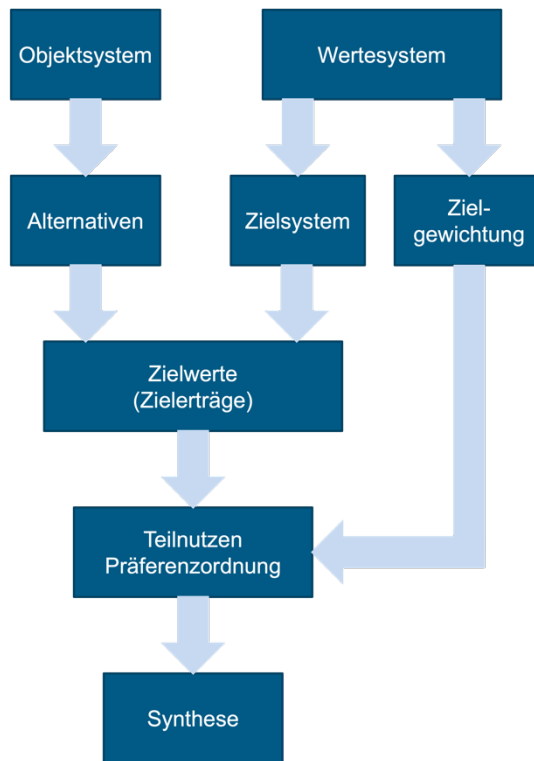 Objektsystem
Wertesystem
Alternativen
Zielsystem
Ziel-
gewichtung
Zielwerte
(Zielerträge)
Teilnutzen
Präferenzordnung
Synthese